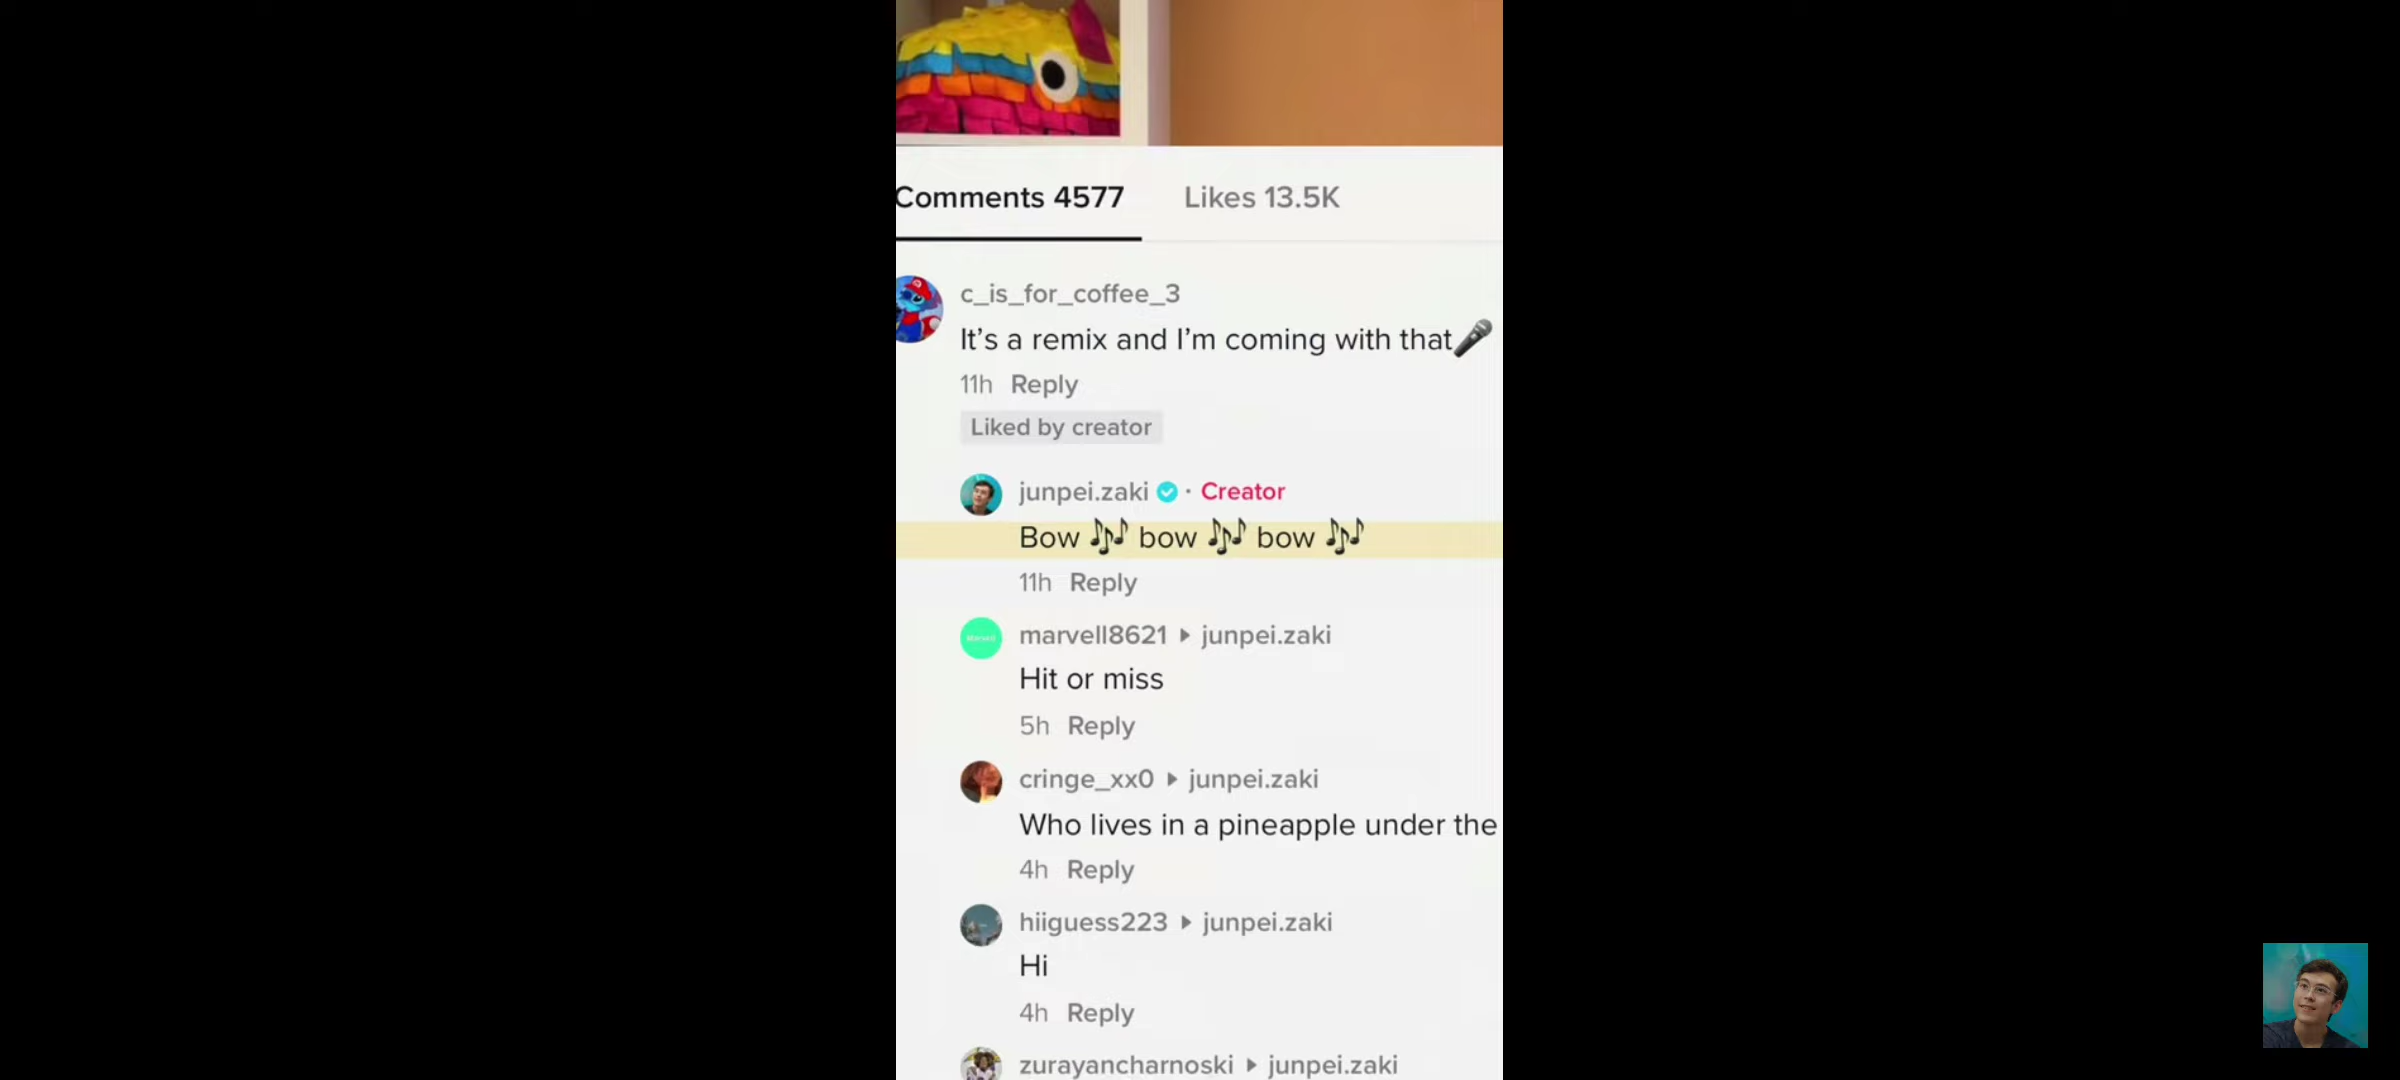 Comments 4577 Likes 13.5K
c_is_for_coffee_3
It's a remix and I'm coming with that🎤
11h Reply
Liked by creator
junpei.zaki · Creator
Bow 🎶 bow 🎶 bow 🎶
11h Reply
marvell8621 ▸ junpei.zaki
Hit or miss
5h Reply
cringe_xx0 ▸ junpei.zaki
Who lives in a pineapple under the
4h Reply
hiiguess223 ▸ junpei.zaki
Hi
4h Reply
zurayancharnoski ▸ junpei.zaki